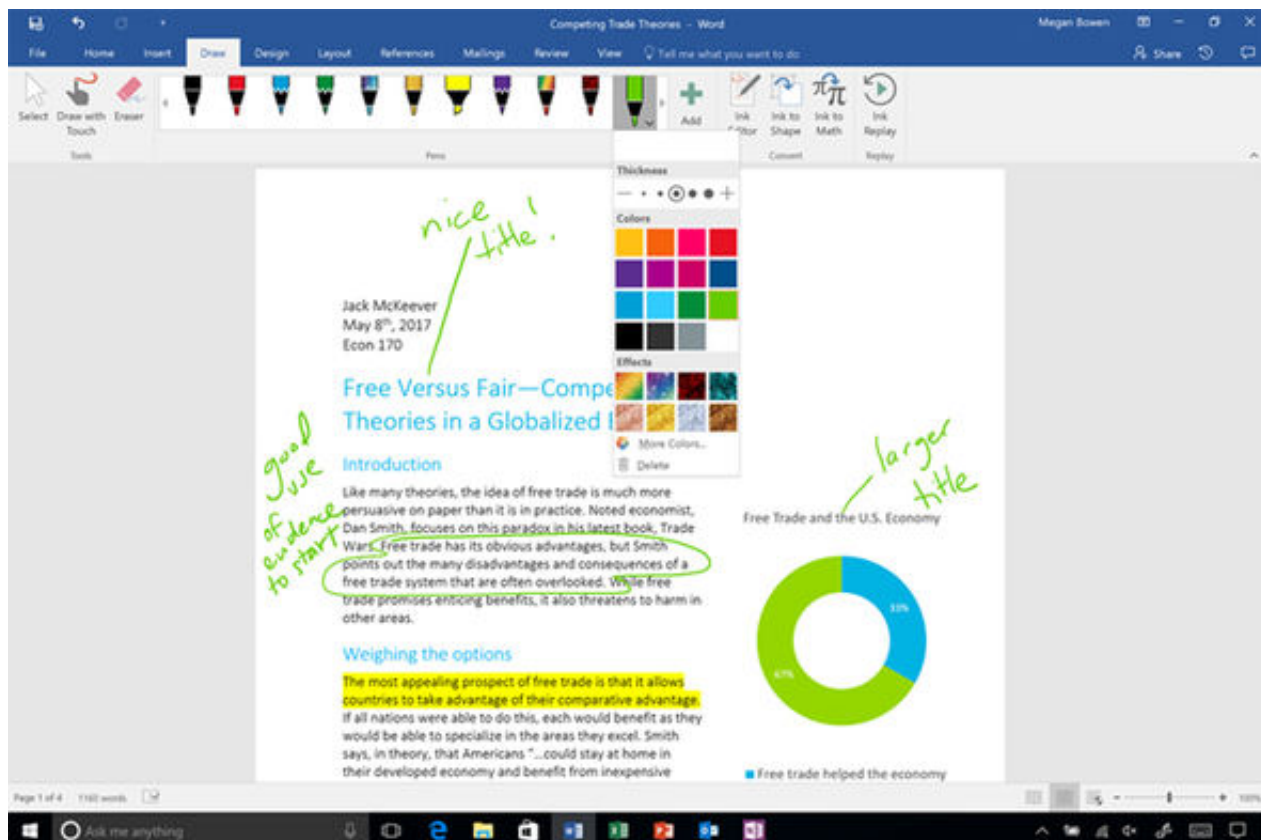 Competing Trade Theories - Word
Megan Bowen
File Home Insert Draw Design Layout References Mailings Review View Tell me what you want to do
Share
Select Draw with Touch Eraser
Add
Ink Editor Ink to Shape Ink to Math Ink Replay
Tools Pens Convert Replay
Thickness
Colors
Effects
More Colors...
Delete
nice
title!
Jack McKeever
May 8th, 2017
Econ 170
Free Versus Fair—Compe
Theories in a Globalized
good
use
of
evidence
to start
larger
title
Introduction
Like many theories, the idea of free trade is much more
persuasive on paper than it is in practice. Noted economist,
Dan Smith, focuses on this paradox in his latest book, Trade
Wars. Free trade has its obvious advantages, but Smith
points out the many disadvantages and consequences of a
free trade system that are often overlooked. While free
trade promises enticing benefits, it also threatens to harm in
other areas.
Free Trade and the U.S. Economy
33%
67%
Free trade helped the economy
Weighing the options
The most appealing prospect of free trade is that it allows
countries to take advantage of their comparative advantage.
If all nations were able to do this, each would benefit as they
would be able to specialize in the areas they excel. Smith
says, in theory, that Americans "...could stay at home in
their developed economy and benefit from inexpensive
Page 1 of 4 1160 words
100%
Ask me anything